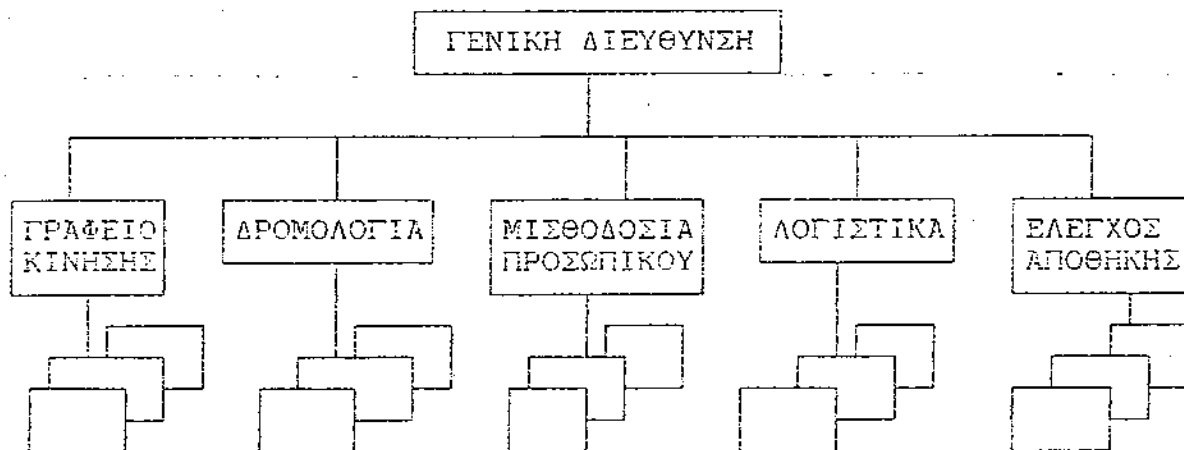 ΓΕΝΙΚΗ ΔΙΕΥΘΥΝΣΗ
ΓΡΑΦΕΙΟ
ΚΙΝΗΣΗΣ
ΔΡΟΜΟΛΟΓΙΑ
ΜΙΣΘΟΔΟΣΙΑ
ΠΡΟΣΩΠΙΚΟΥ
ΛΟΓΙΣΤΙΚΑ
ΕΛΕΓΧΟΣ
ΑΠΟΘΗΚΗΣ